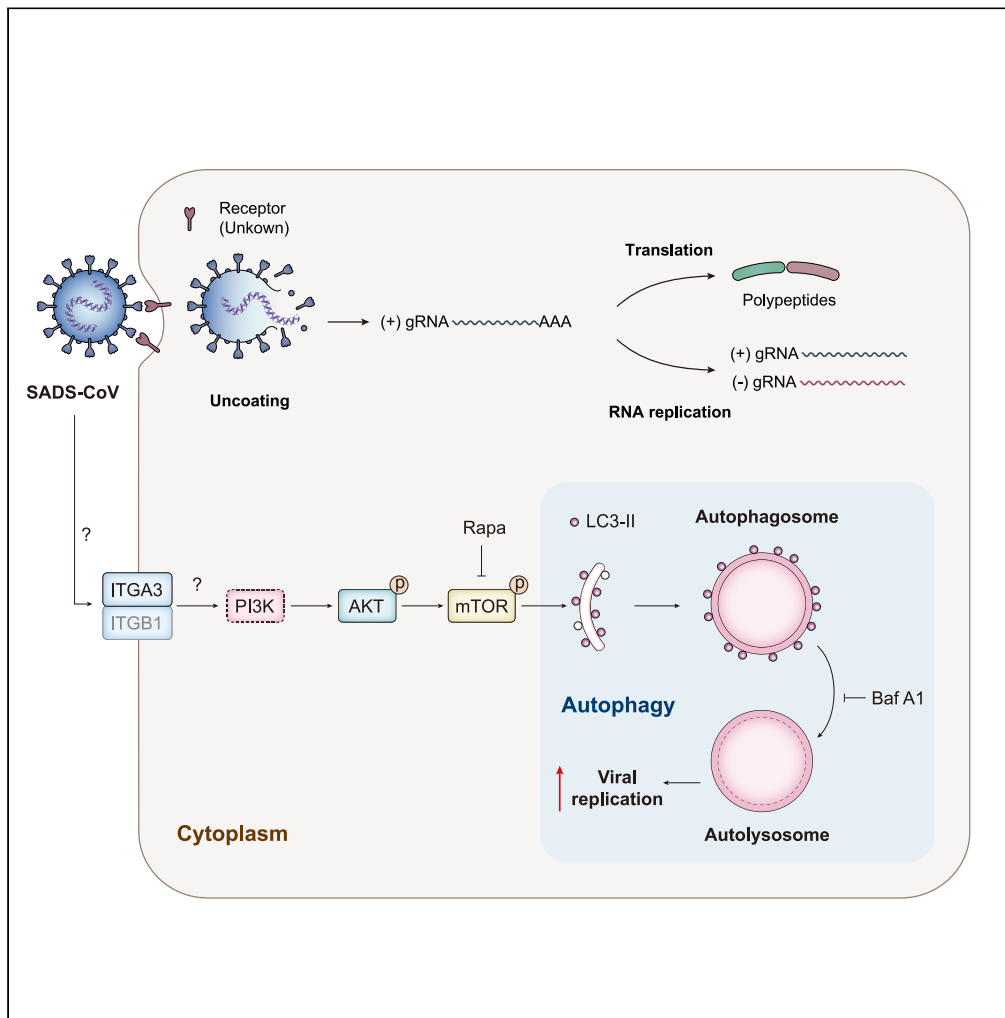 Receptor
(Unkown)
SADS-CoV
Uncoating
(+) gRNA
AAA
Translation
Polypeptides
(+) gRNA
(-) gRNA
RNA replication
?
ITGA3
ITGB1
?
PI3K
AKT
p
Rapa
mTOR
p
LC3-II
Autophagosome
Autophagy
Baf A1
Viral
replication
Autolysosome
Cytoplasm